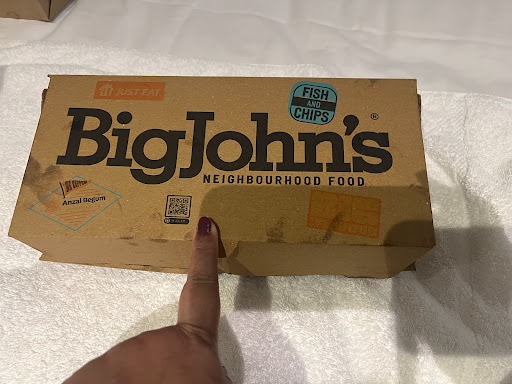 JUST EAT
FISH
AND
CHIPS
BigJohn's®
NEIGHBOURHOOD FOOD
Anzal Begum